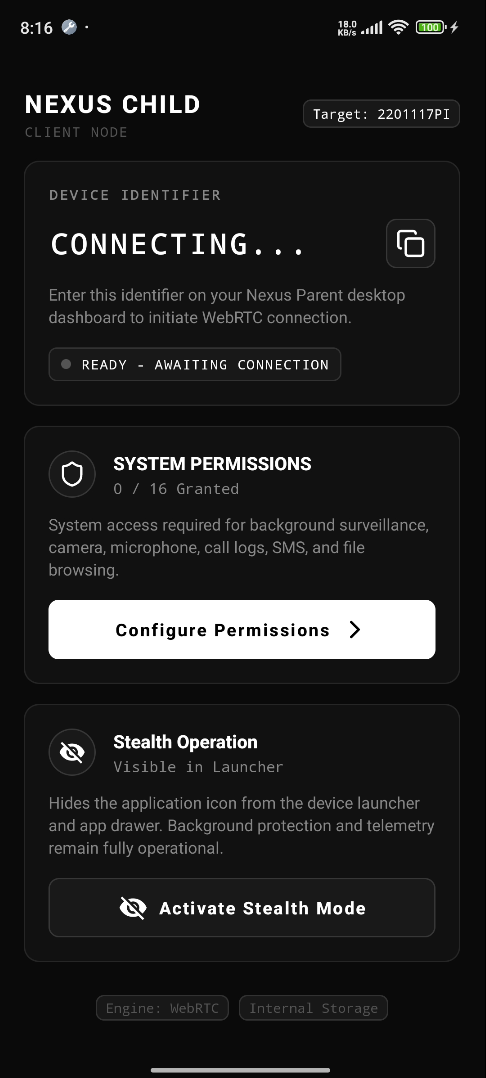 8:16
18.0
KB/s
100
NEXUS CHILD
CLIENT NODE
Target: 2201117PI
DEVICE IDENTIFIER
CONNECTING...
Enter this identifier on your Nexus Parent desktop
dashboard to initiate WebRTC connection.
READY - AWAITING CONNECTION
SYSTEM PERMISSIONS
0 / 16 Granted
System access required for background surveillance,
camera, microphone, call logs, SMS, and file
browsing.
Configure Permissions
Stealth Operation
Visible in Launcher
Hides the application icon from the device launcher
and app drawer. Background protection and telemetry
remain fully operational.
Activate Stealth Mode
Engine: WebRTC
Internal Storage